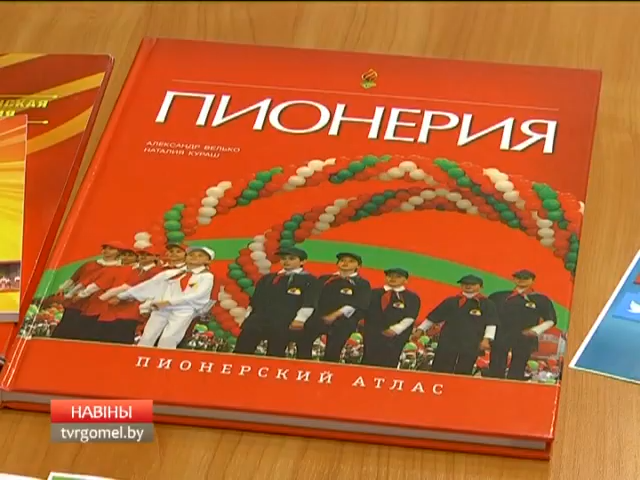 ПИОНЕРИЯ
АЛЕКСАНДР ВЕЛЬКО
НАТАЛИЯ КУРАШ
ПИОНЕРСКИЙ АТЛАС
НАВІНЫ
tvrgomel.by